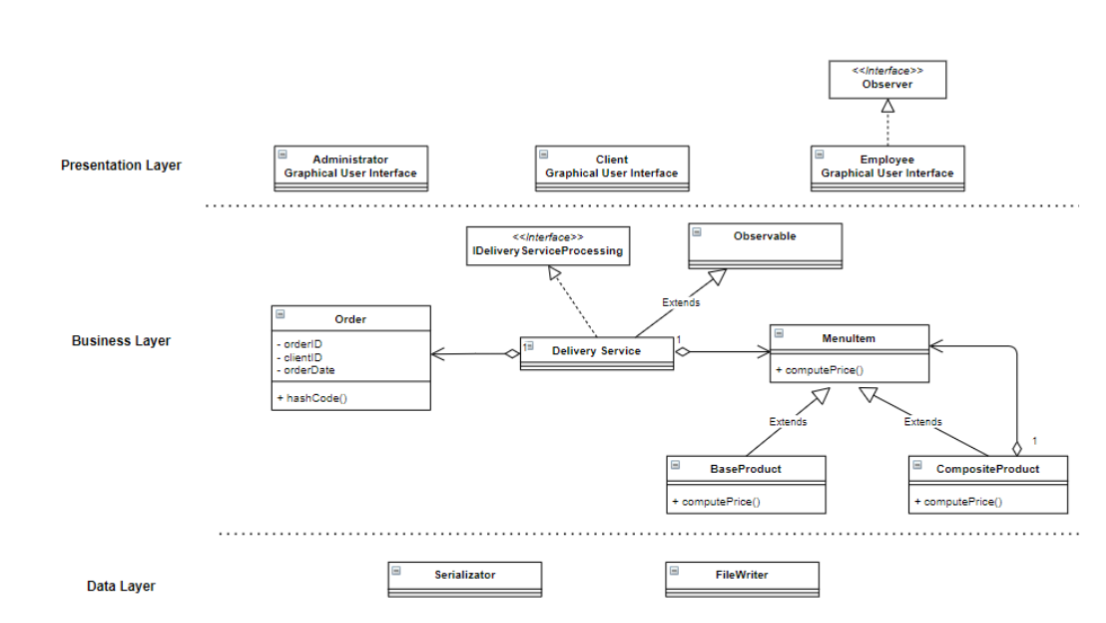 <<interface>>
Observer
Presentation Layer
Administrator
Graphical User Interface
Client
Graphical User Interface
Employee
Graphical User Interface
<<interface>>
IDeliveryServiceProcessing
Observable
Extends
Business Layer
Order
- orderID
- clientID
- orderDate
+ hashCode()
1
Delivery Service
1
MenuItem
+ computePrice()
Extends
Extends
1
BaseProduct
+ computePrice()
CompositeProduct
+ computePrice()
Data Layer
Serializator
FileWriter